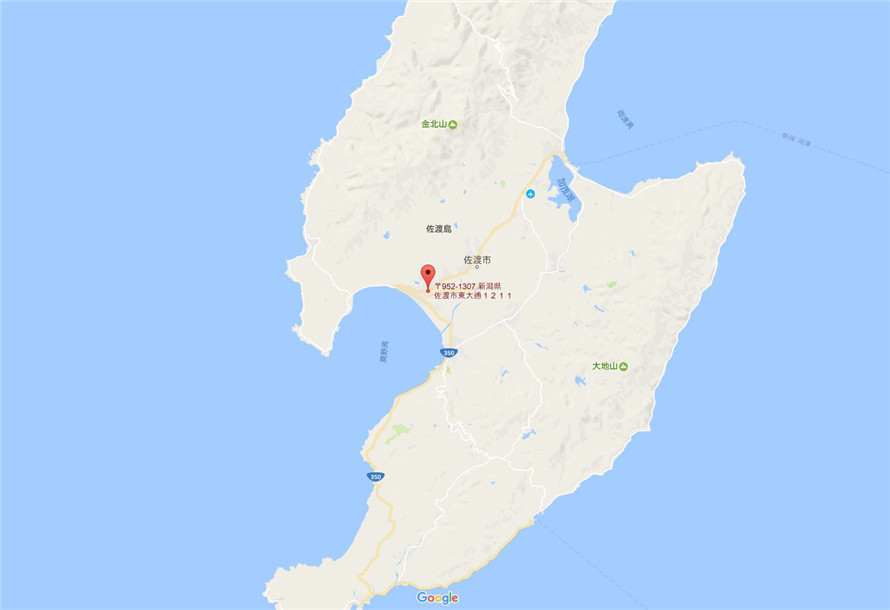 両津湾
金北山
新潟-両津
加茂湖
佐渡島
佐渡市
〒952-1307 新潟県
佐渡市東大通１２１１
真野湾
350
大地山
350
Google